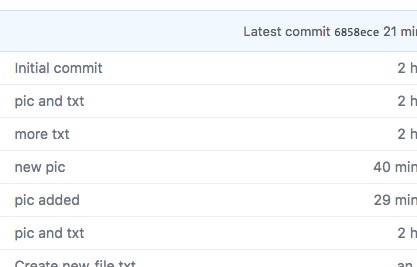 Latest commit 6858ece 21 min
Initial commit 2 h
pic and txt 2 h
more txt 2 h
new pic 40 min
pic added 29 min
pic and txt 2 h
Create new file.txt an